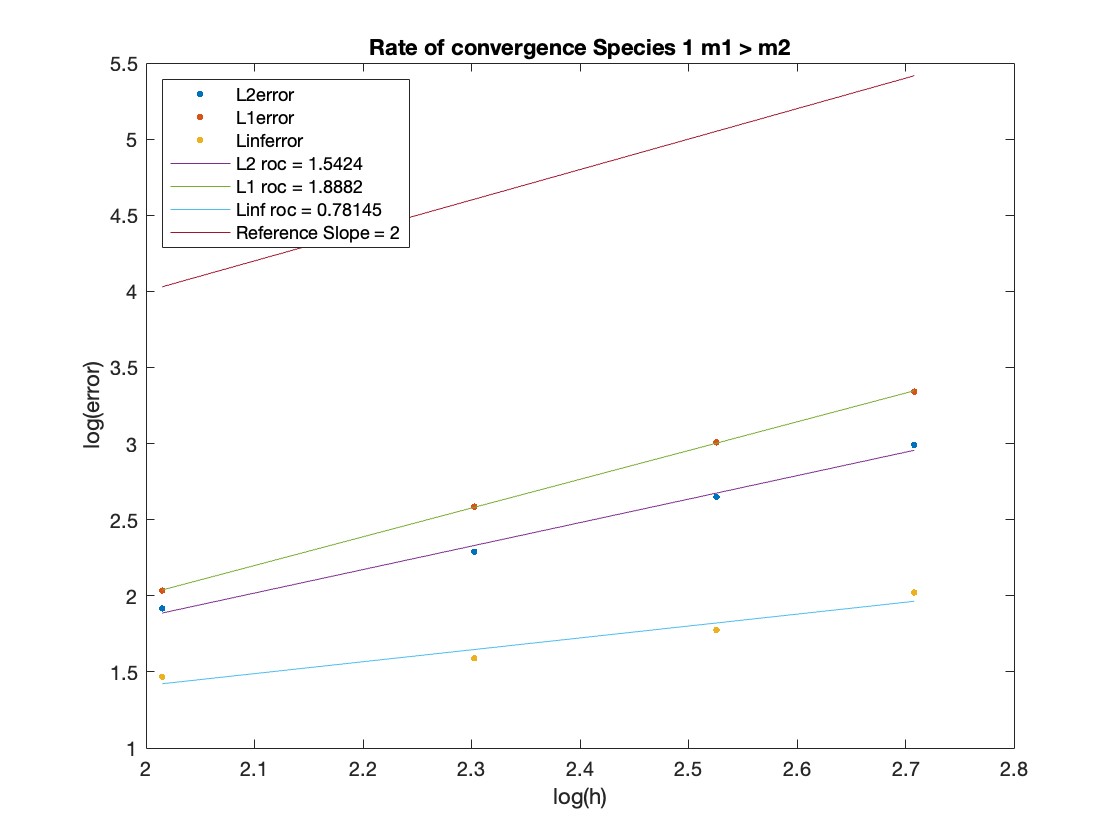 Rate of convergence Species 1 m1 > m2
5.5
5
4.5
4
3.5
3
2.5
2
1.5
1
log(error)
L2error
L1error
Linferror
L2 roc = 1.5424
L1 roc = 1.8882
Linf roc = 0.78145
Reference Slope = 2
2
2.1
2.2
2.3
2.4
2.5
2.6
2.7
2.8
log(h)